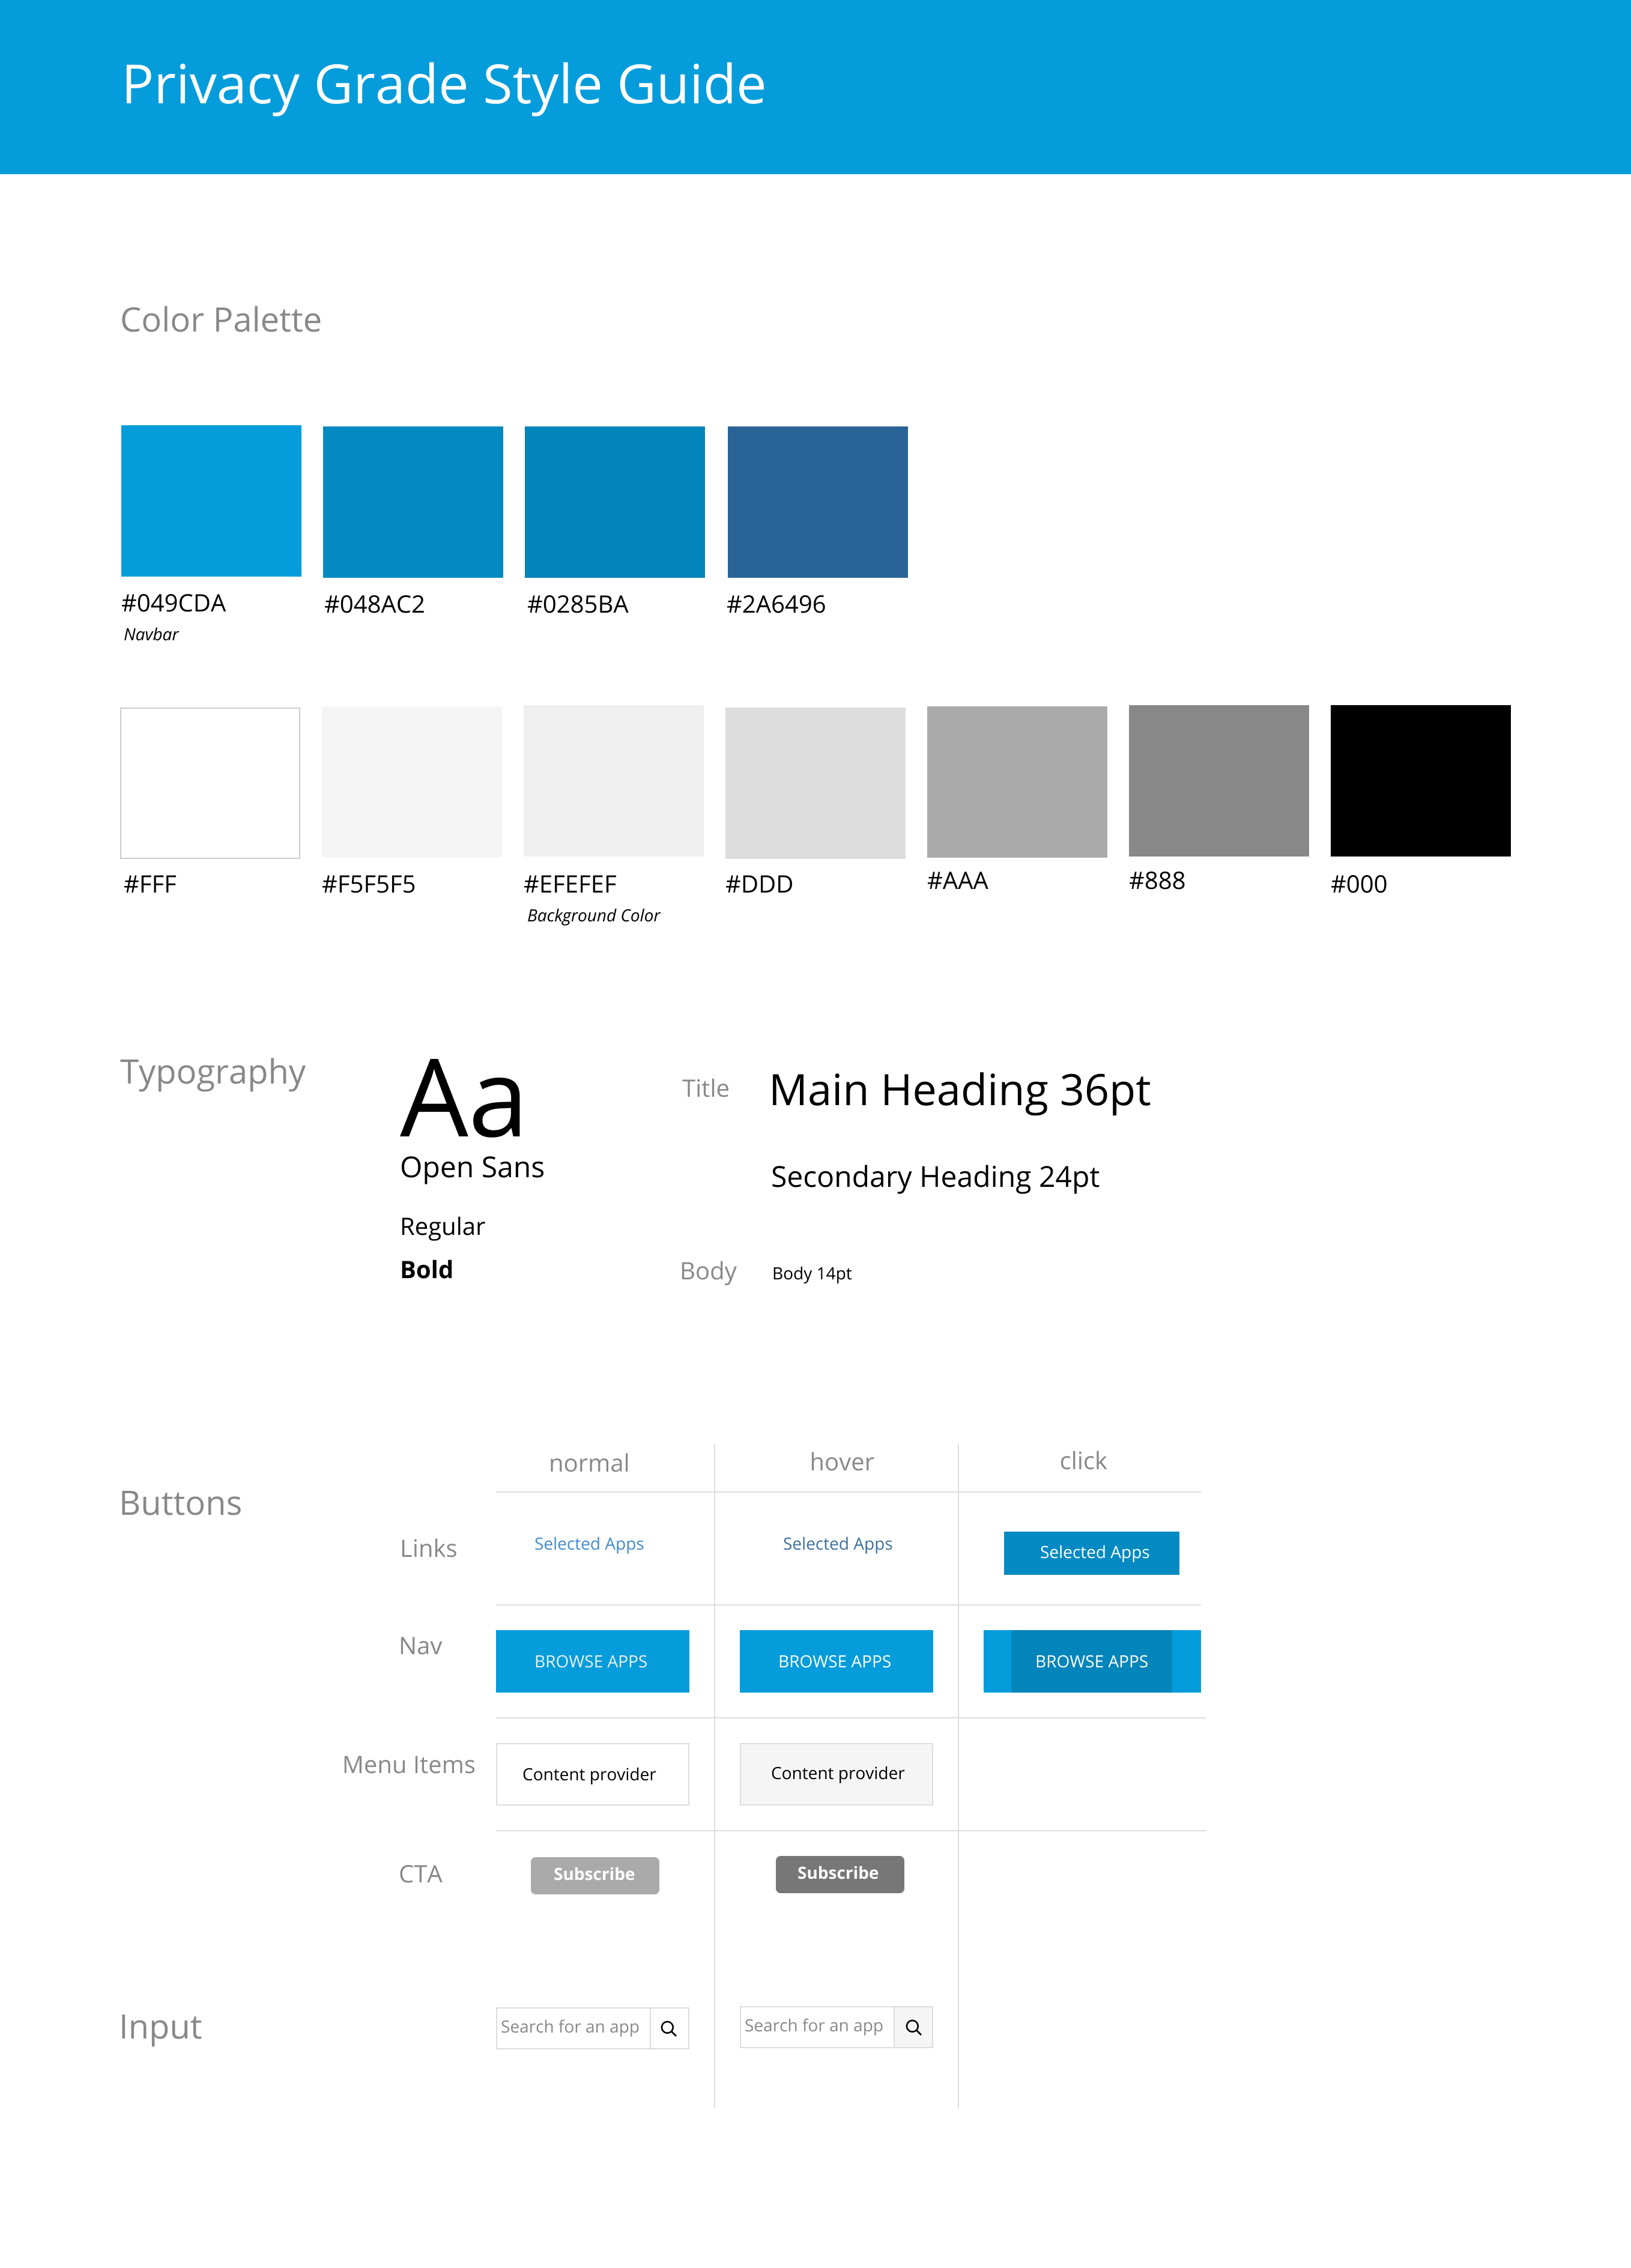 Privacy Grade Style Guide
Color Palette
#049CDA
Navbar
#048AC2
#0285BA
#2A6496
#FFF
#F5F5F5
#EFEFEF
Background Color
#DDD
#AAA
#888
#000
Typography
Aa
Open Sans
Regular
Bold
Title
Main Heading 36pt
Secondary Heading 24pt
Body
Body 14pt
Buttons
normal
hover
click
Links
Selected Apps
Selected Apps
Selected Apps
Nav
BROWSE APPS
BROWSE APPS
BROWSE APPS
Menu Items
Content provider
Content provider
CTA
Subscribe
Subscribe
Input
Search for an app
Search for an app